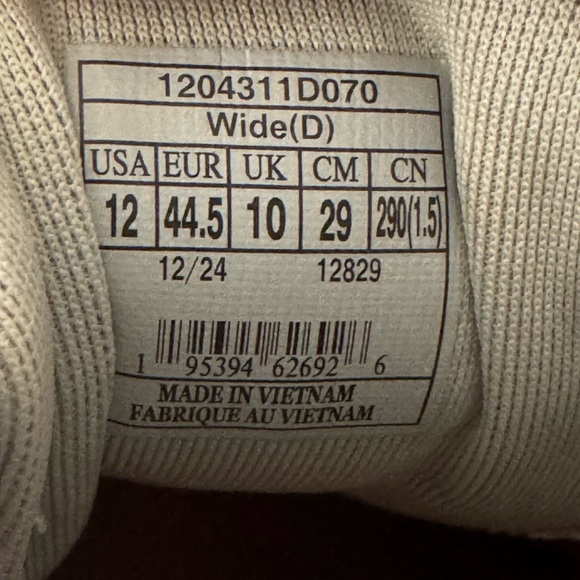 1204311D070
Wide(D)
USA EUR UK CM CN
12 44.5 10 29 290(1.5)
12/24 12829
1 95394 62692 6
MADE IN VIETNAM
FABRIQUE AU VIETNAM